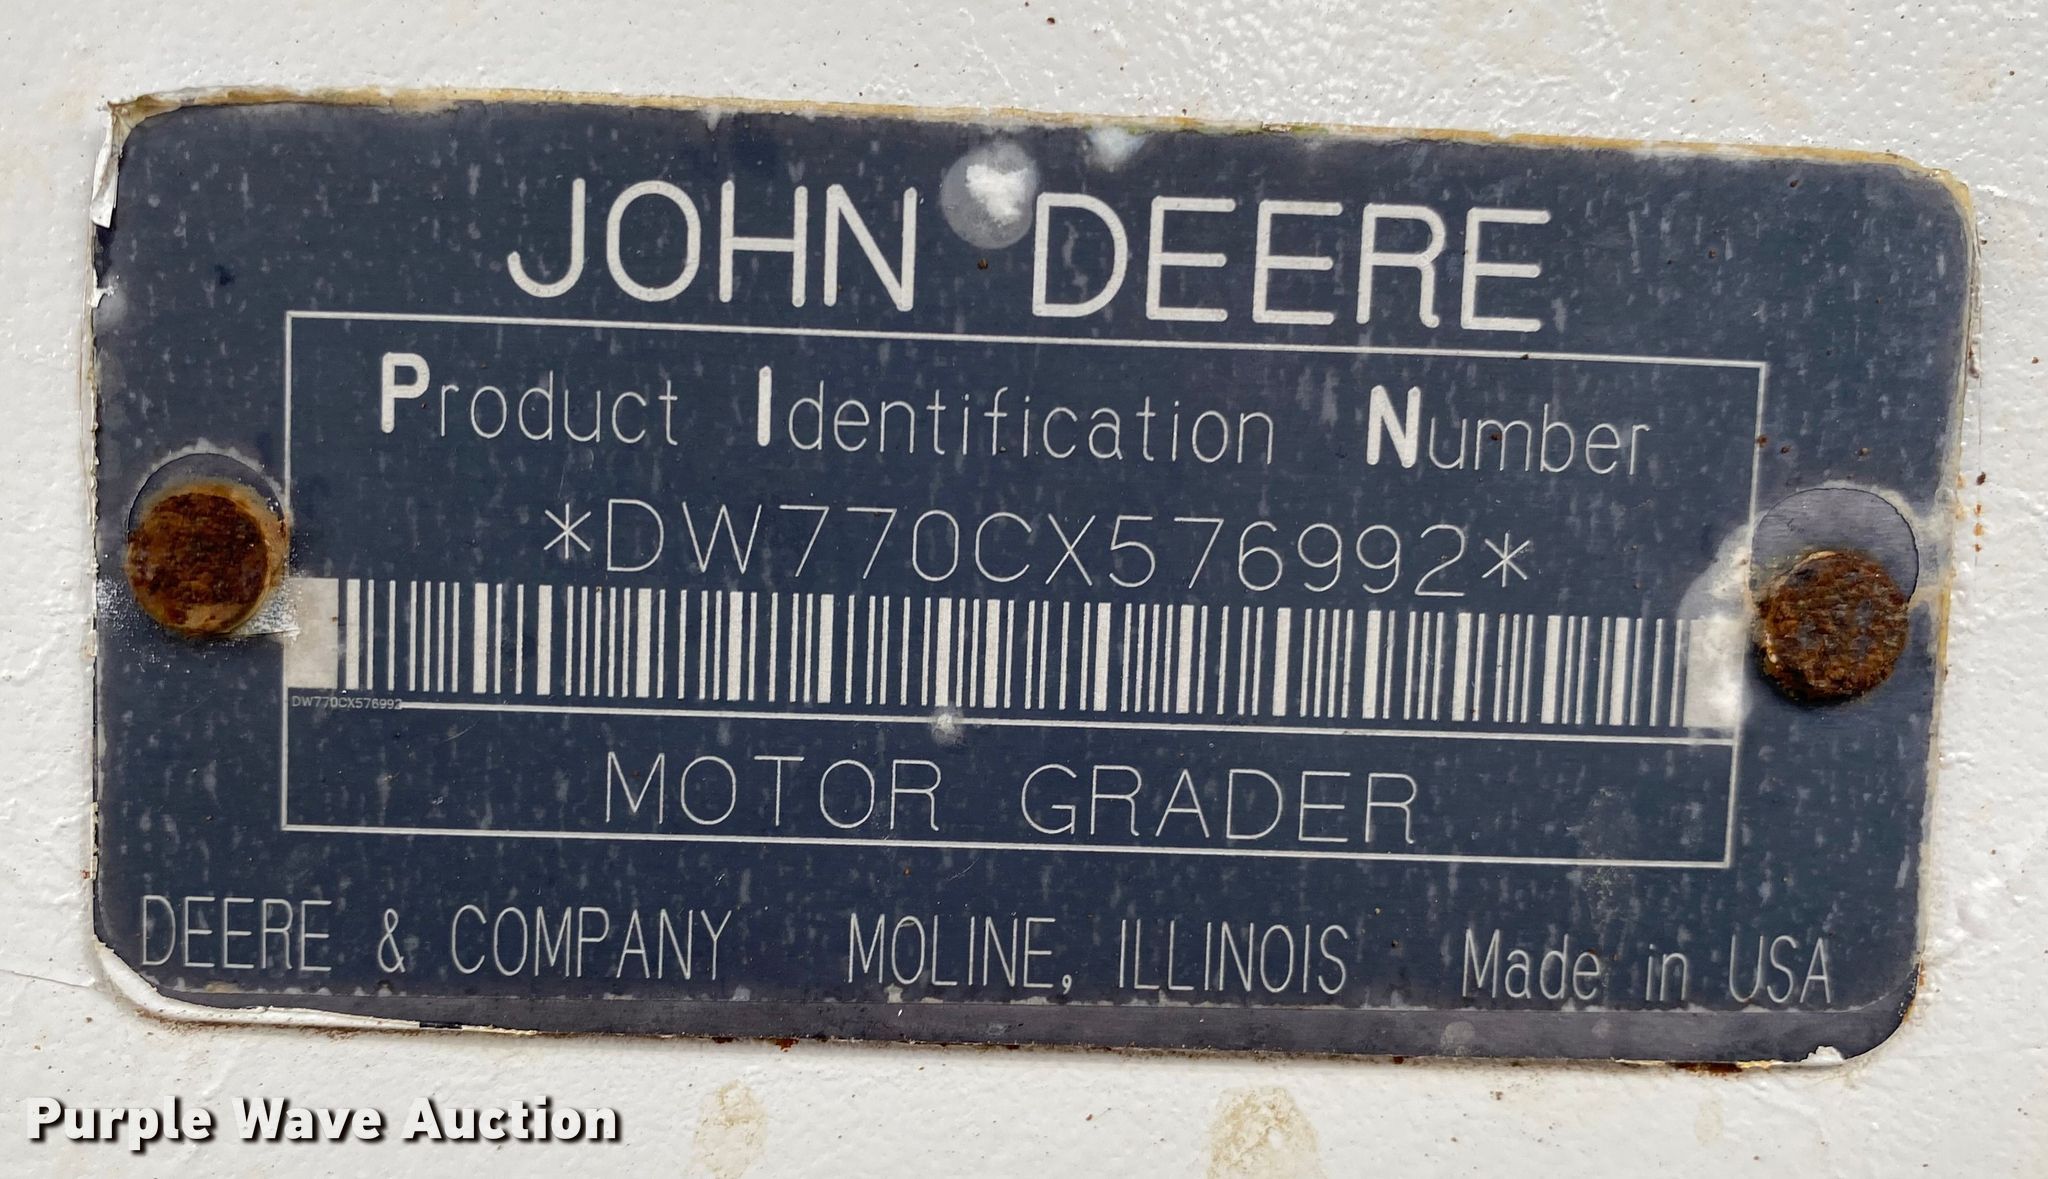 JOHN DEERE
Product Identification Number
*DW770CX576992*
DW770CX576992
MOTOR GRADER
DEERE & COMPANY MOLINE, ILLINOIS Made in USA
Purple Wave Auction